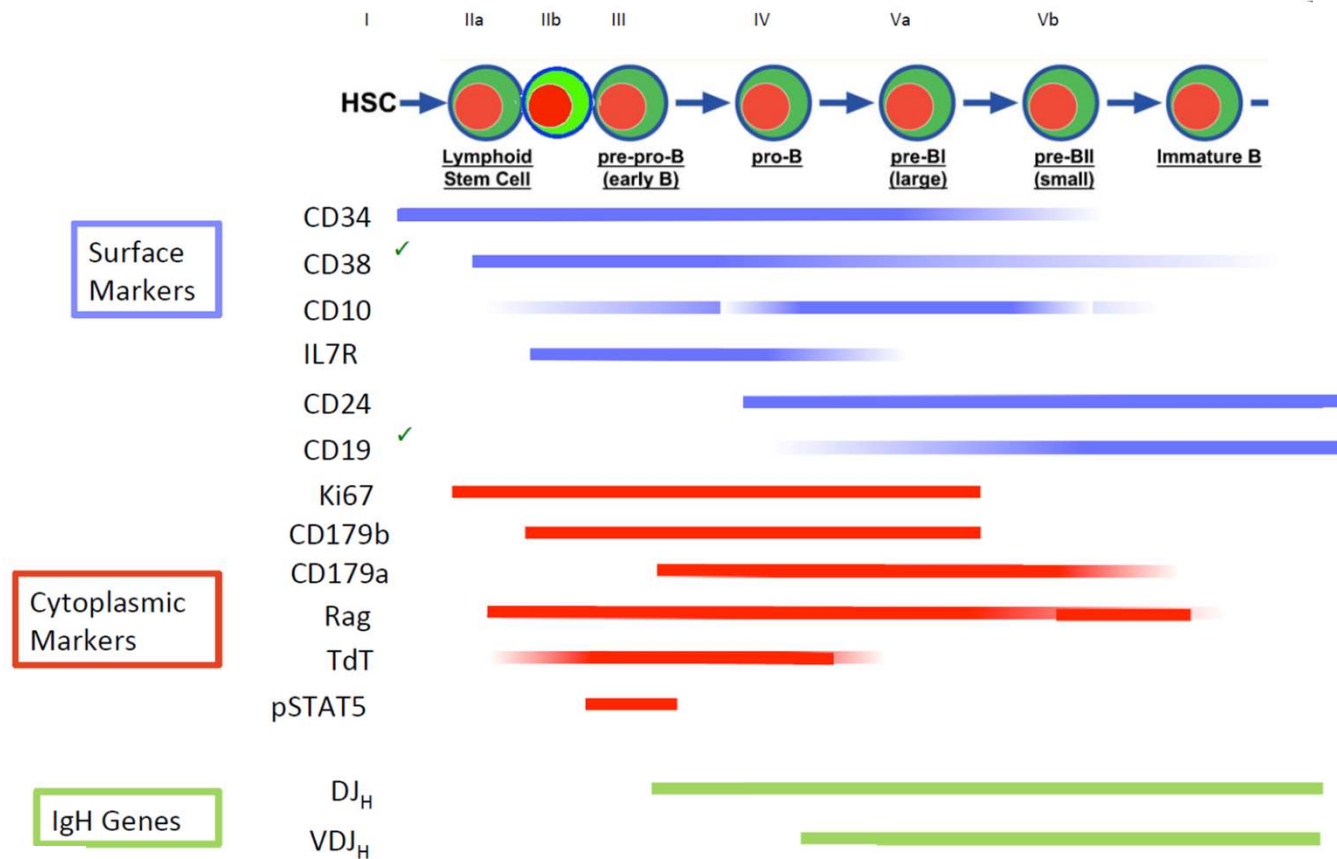 I IIa IIb III IV Va Vb
HSC
Lymphoid
Stem Cell
pre-pro-B
(early B)
pro-B
pre-BI
(large)
pre-BII
(small)
Immature B
Surface
Markers
CD34
✓
CD38
CD10
IL7R
CD24
✓
CD19
Cytoplasmic
Markers
Ki67
CD179b
CD179a
Rag
TdT
pSTAT5
IgH Genes
DJH
VDJH